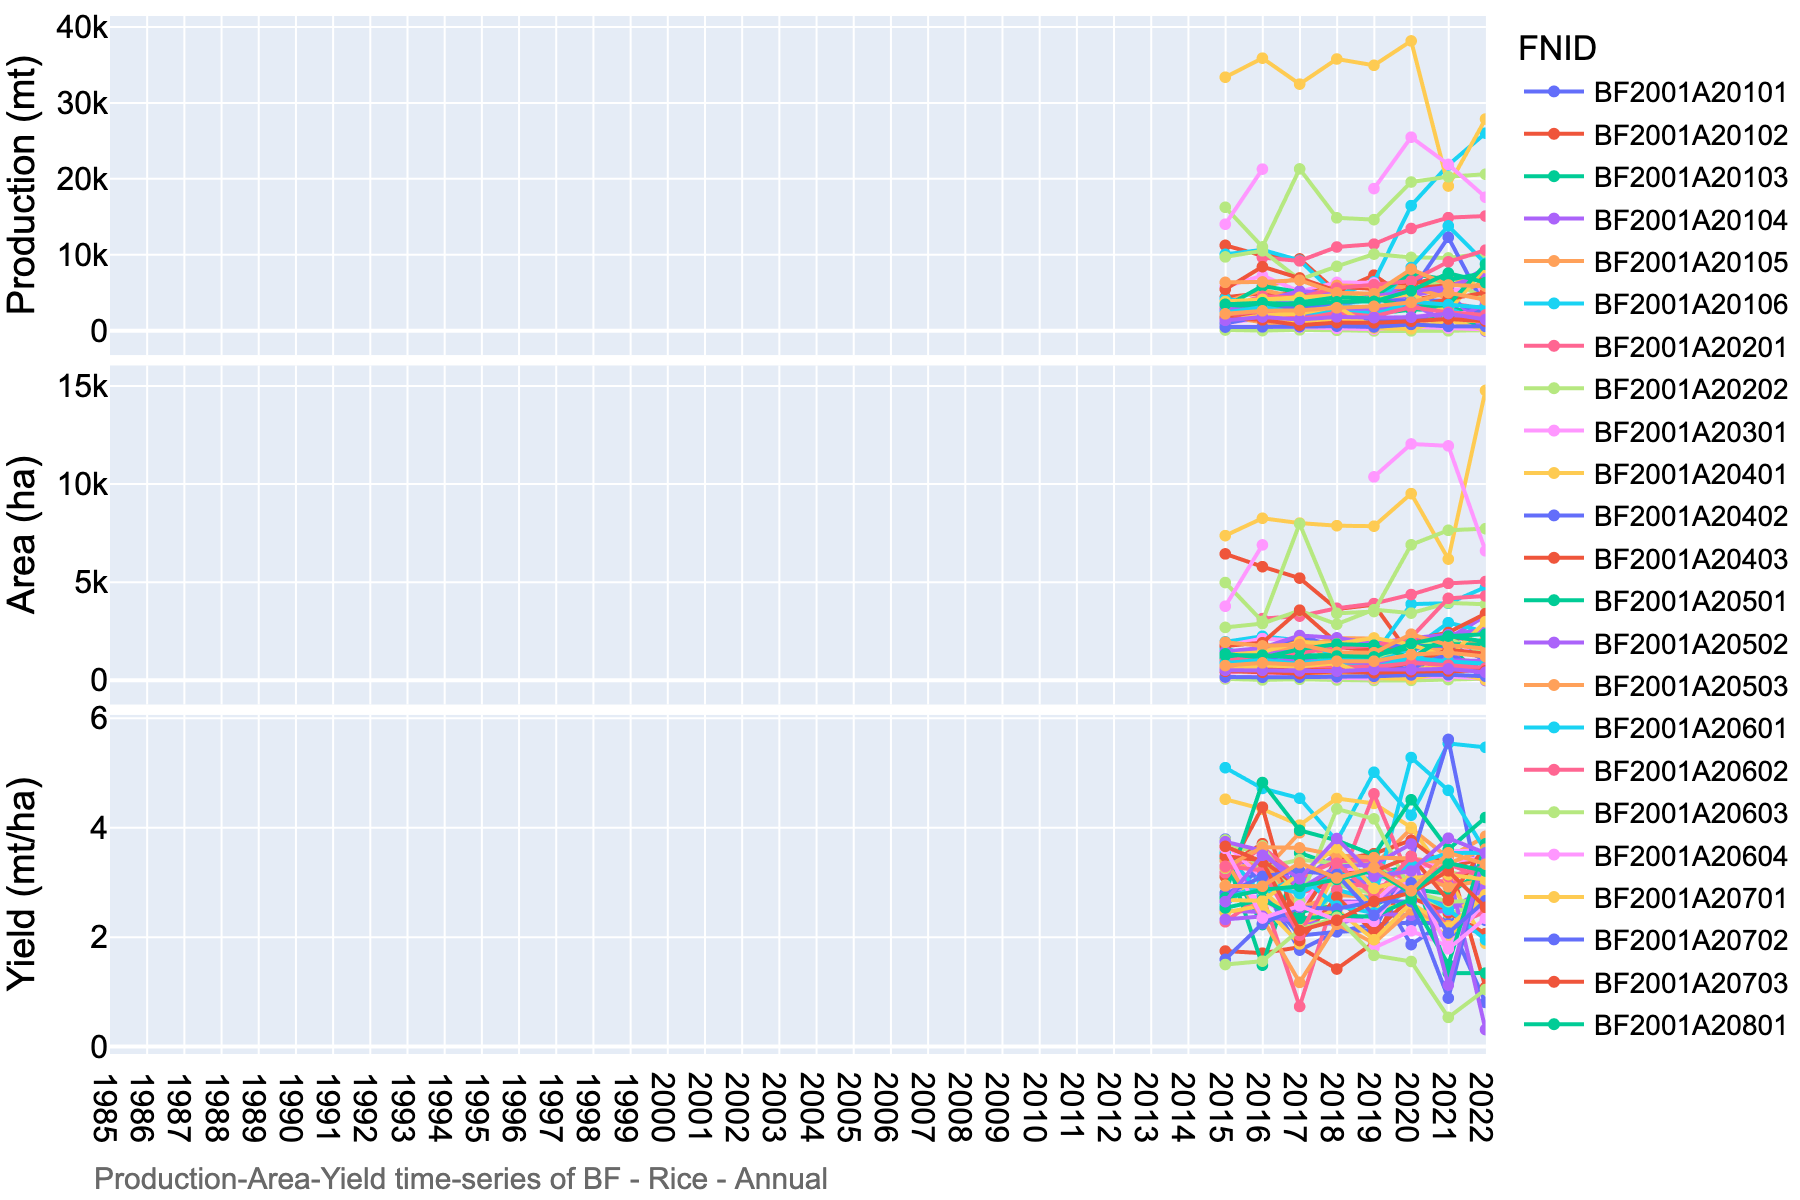 Production (mt)
40k
30k
20k
10k
0
Area (ha)
15k
10k
5k
0
Yield (mt/ha)
6
4
2
0
1985
1986
1987
1988
1989
1990
1991
1992
1993
1994
1995
1996
1997
1998
1999
2000
2001
2002
2003
2004
2005
2006
2007
2008
2009
2010
2011
2012
2013
2014
2015
2016
2017
2018
2019
2020
2021
2022
Production-Area-Yield time-series of BF - Rice - Annual
FNID
BF2001A20101
BF2001A20102
BF2001A20103
BF2001A20104
BF2001A20105
BF2001A20106
BF2001A20201
BF2001A20202
BF2001A20301
BF2001A20401
BF2001A20402
BF2001A20403
BF2001A20501
BF2001A20502
BF2001A20503
BF2001A20601
BF2001A20602
BF2001A20603
BF2001A20604
BF2001A20701
BF2001A20702
BF2001A20703
BF2001A20801